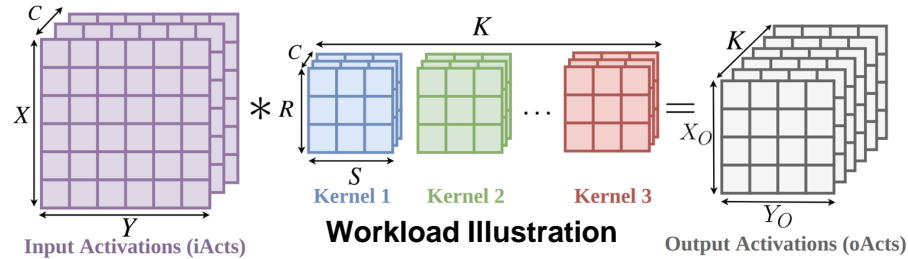 C
X
Y
Input Activations (iActs)
*
K
C
R
S
Kernel 1
Kernel 2
...
Kernel 3
Workload Illustration
=
K
X_O
Y_O
Output Activations (oActs)